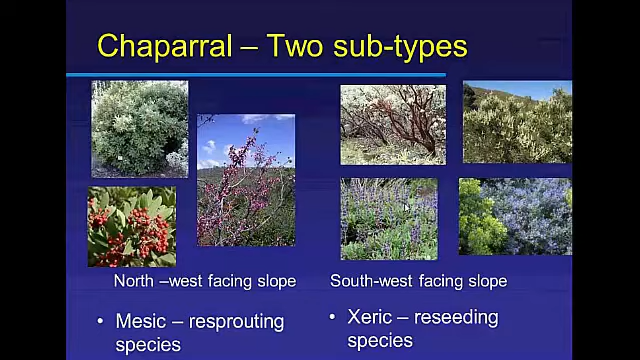 Chaparral – Two sub-types
North –west facing slope
South-west facing slope
• Mesic – resprouting
species
• Xeric – reseeding
species